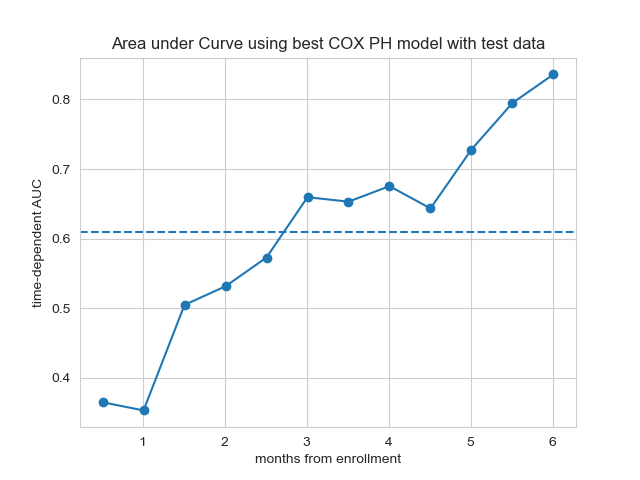 Area under Curve using best COX PH model with test data
time-dependent AUC
0.8
0.7
0.6
0.5
0.4
1 2 3 4 5 6
months from enrollment